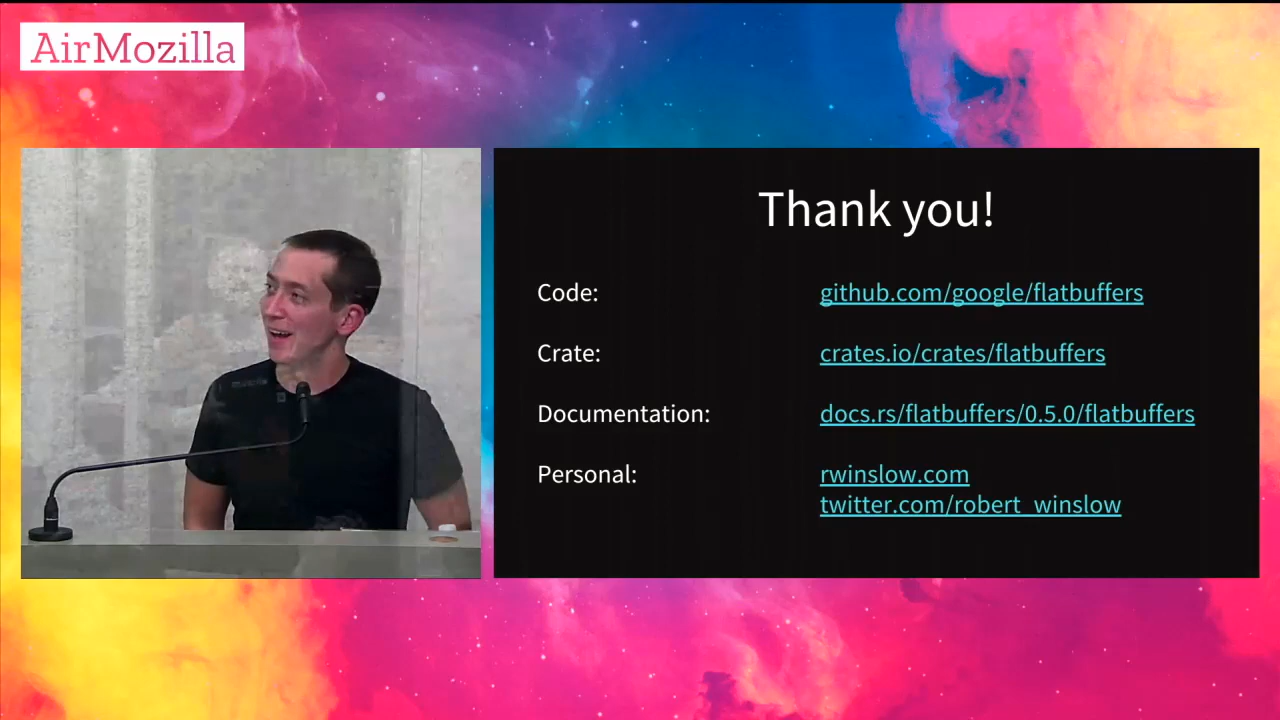 AirMozilla
Thank you!
Code: github.com/google/flatbuffers
Crate: crates.io/crates/flatbuffers
Documentation: docs.rs/flatbuffers/0.5.0/flatbuffers
Personal: rwinslow.com
twitter.com/robert_winslow